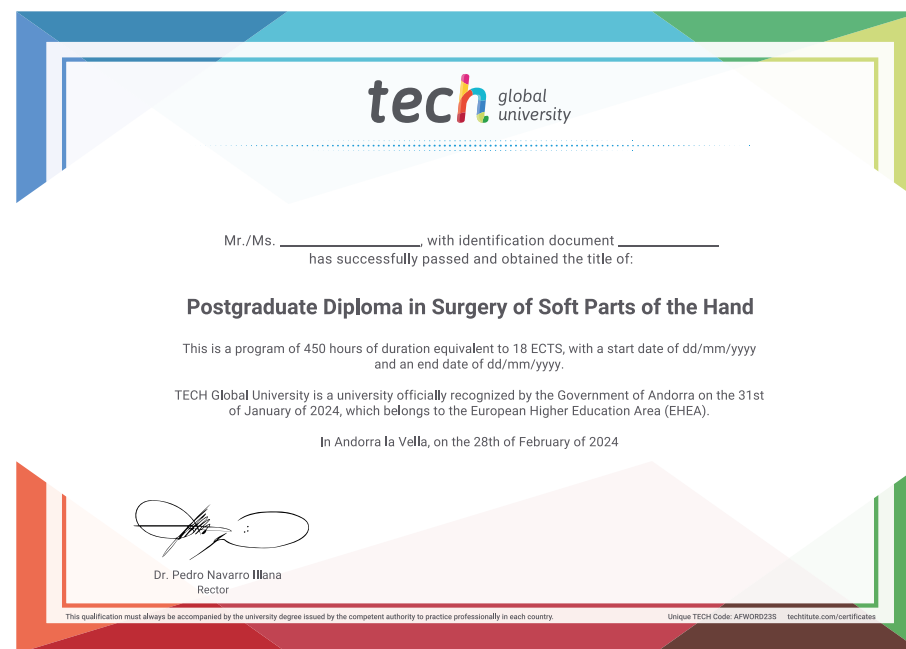 tech global
university
Mr./Ms. ____________________, with identification document ______________
has successfully passed and obtained the title of:
Postgraduate Diploma in Surgery of Soft Parts of the Hand
This is a program of 450 hours of duration equivalent to 18 ECTS, with a start date of dd/mm/yyyy
and an end date of dd/mm/yyyy.
TECH Global University is a university officially recognized by the Government of Andorra on the 31st
of January of 2024, which belongs to the European Higher Education Area (EHEA).
In Andorra la Vella, on the 28th of February of 2024
Dr. Pedro Navarro Illana
Rector
This qualification must always be accompanied by the university degree issued by the competent authority to practice professionally in each country.
Unique TECH Code: AFWORD23S techtitute.com/certificates